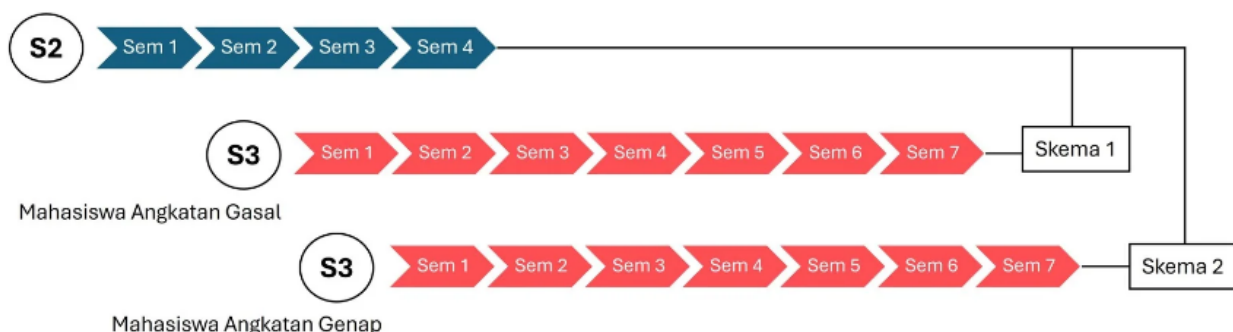 S2 Sem 1 Sem 2 Sem 3 Sem 4
S3 Sem 1 Sem 2 Sem 3 Sem 4 Sem 5 Sem 6 Sem 7 Skema 1
Mahasiswa Angkatan Gasal
S3 Sem 1 Sem 2 Sem 3 Sem 4 Sem 5 Sem 6 Sem 7 Skema 2
Mahasiswa Angkatan Genap